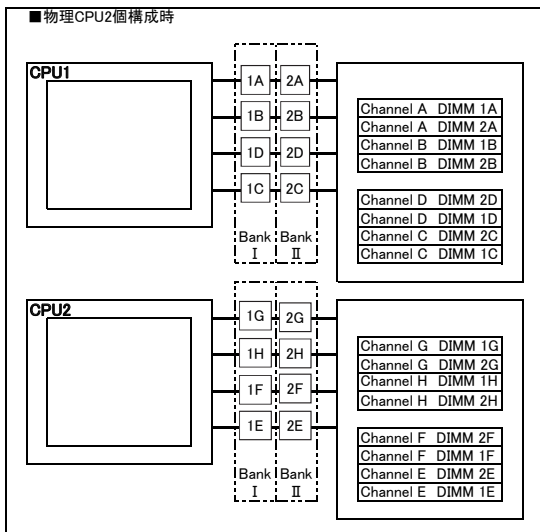 ■物理CPU2個構成時
CPU1
1A 2A
1B 2B
1D 2D
1C 2C
Bank Bank
Ⅰ Ⅱ
Channel A DIMM 1A
Channel A DIMM 2A
Channel B DIMM 1B
Channel B DIMM 2B
Channel D DIMM 2D
Channel D DIMM 1D
Channel C DIMM 2C
Channel C DIMM 1C
CPU2
1G 2G
1H 2H
1F 2F
1E 2E
Bank Bank
Ⅰ Ⅱ
Channel G DIMM 1G
Channel G DIMM 2G
Channel H DIMM 1H
Channel H DIMM 2H
Channel F DIMM 2F
Channel F DIMM 1F
Channel E DIMM 2E
Channel E DIMM 1E